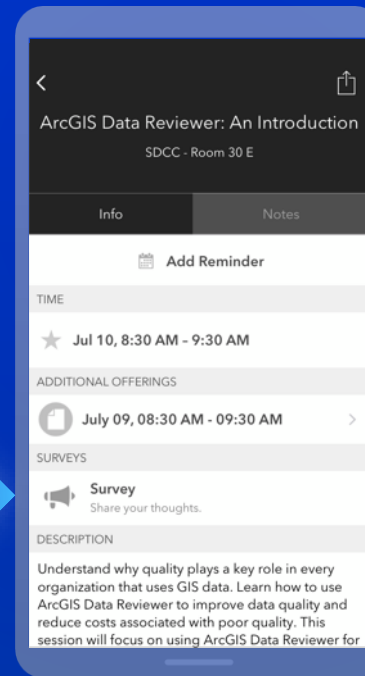 ArcGIS Data Reviewer: An Introduction
SDCC - Room 30 E
Info Notes
Add Reminder
TIME
Jul 10, 8:30 AM – 9:30 AM
ADDITIONAL OFFERINGS
July 09, 08:30 AM - 09:30 AM
SURVEYS
Survey
Share your thoughts.
DESCRIPTION
Understand why quality plays a key role in every
organization that uses GIS data. Learn how to use
ArcGIS Data Reviewer to improve data quality and
reduce costs associated with poor quality. This
session will focus on using ArcGIS Data Reviewer for